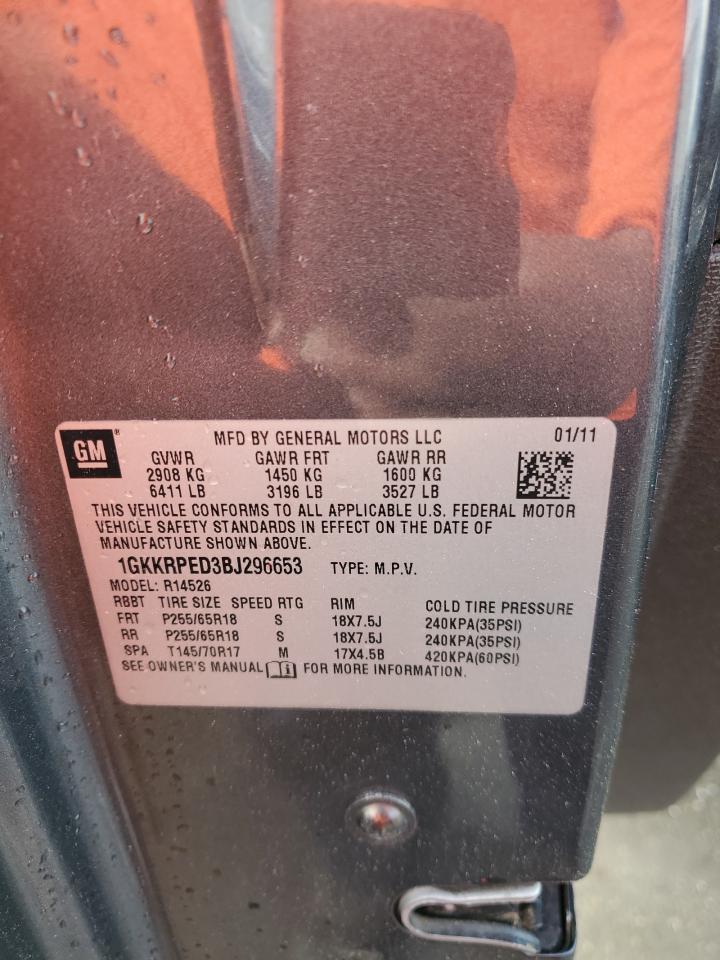 GM ® MFD BY GENERAL MOTORS LLC 01/11
GVWR GAWR FRT GAWR RR
2908 KG 1450 KG 1600 KG
6411 LB 3196 LB 3527 LB
THIS VEHICLE CONFORMS TO ALL APPLICABLE U.S. FEDERAL MOTOR
VEHICLE SAFETY STANDARDS IN EFFECT ON THE DATE OF
MANUFACTURE SHOWN ABOVE.
1GKKRPED3BJ296653 TYPE: M.P.V.
MODEL: R14526
RBBT TIRE SIZE SPEED RTG RIM COLD TIRE PRESSURE
FRT P255/65R18 S 18X7.5J 240KPA(35PSI)
RR P255/65R18 S 18X7.5J 240KPA(35PSI)
SPA T145/70R17 M 17X4.5B 420KPA(60PSI)
SEE OWNER'S MANUAL FOR MORE INFORMATION.